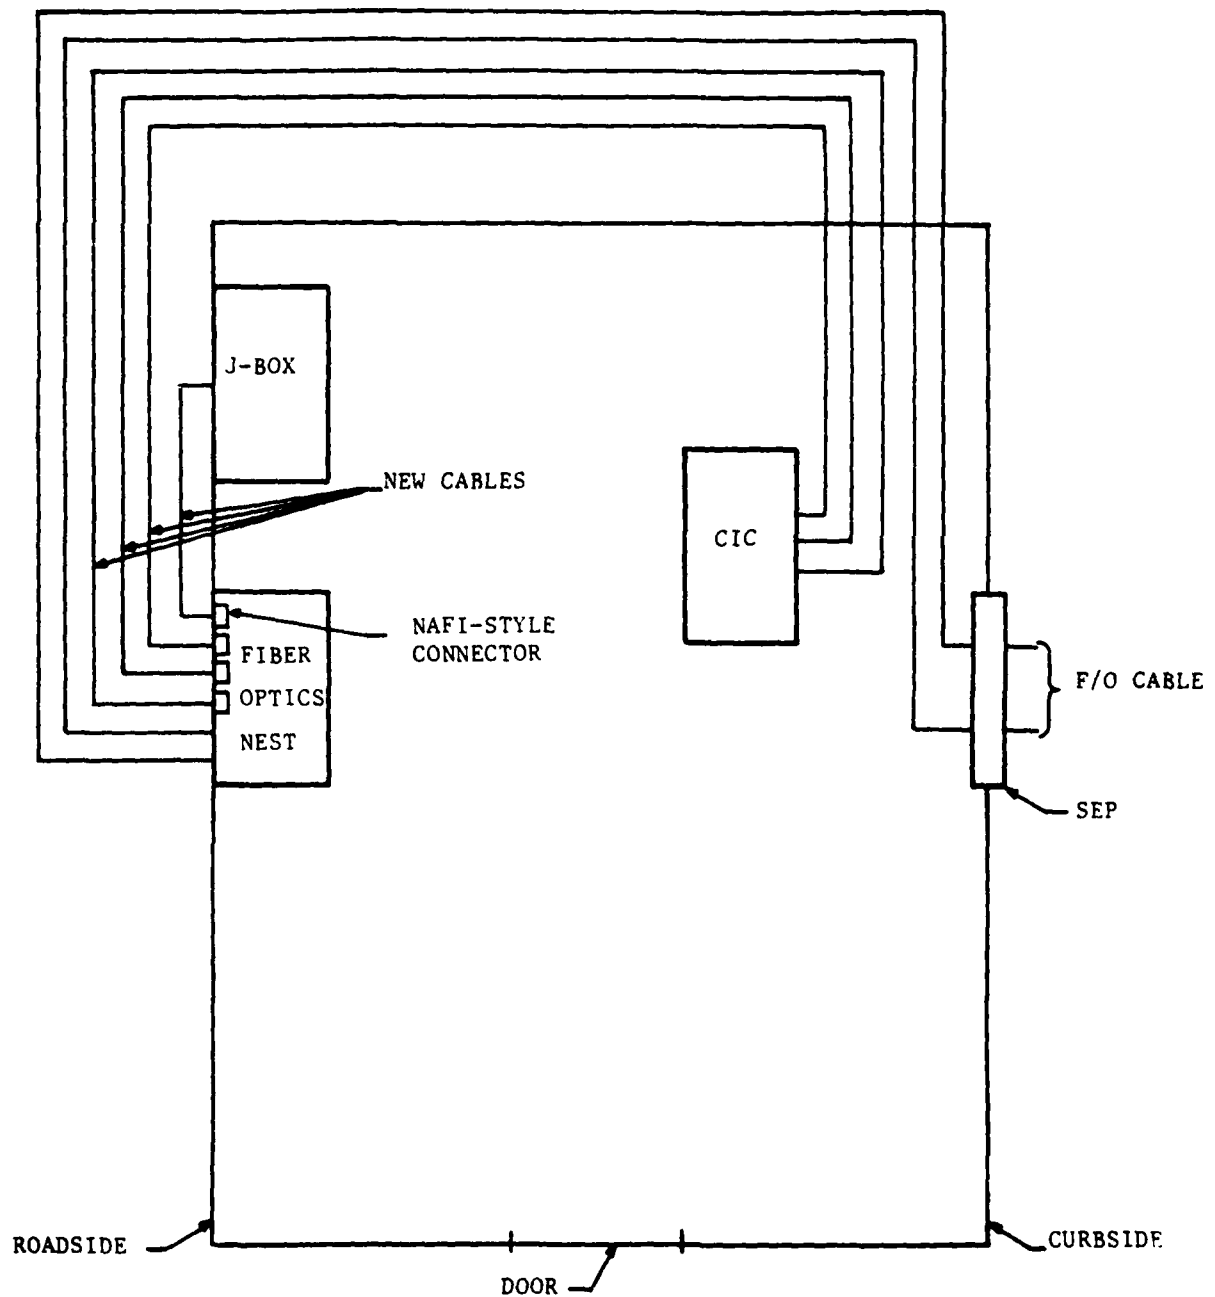 J-BOX
NEW CABLES
CIC
NAFI-STYLE
CONNECTOR
FIBER
OPTICS
NEST
F/O CABLE
SEP
ROADSIDE
CURBSIDE
DOOR